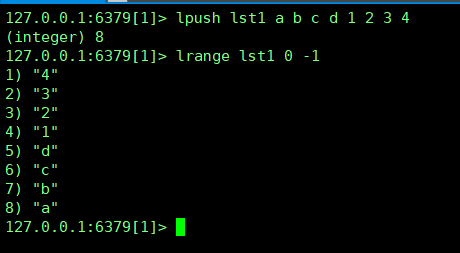 127.0.0.1:6379[1]> lpush lst1 a b c d 1 2 3 4
(integer) 8
127.0.0.1:6379[1]> lrange lst1 0 -1
1) "4"
2) "3"
3) "2"
4) "1"
5) "d"
6) "c"
7) "b"
8) "a"
127.0.0.1:6379[1]>